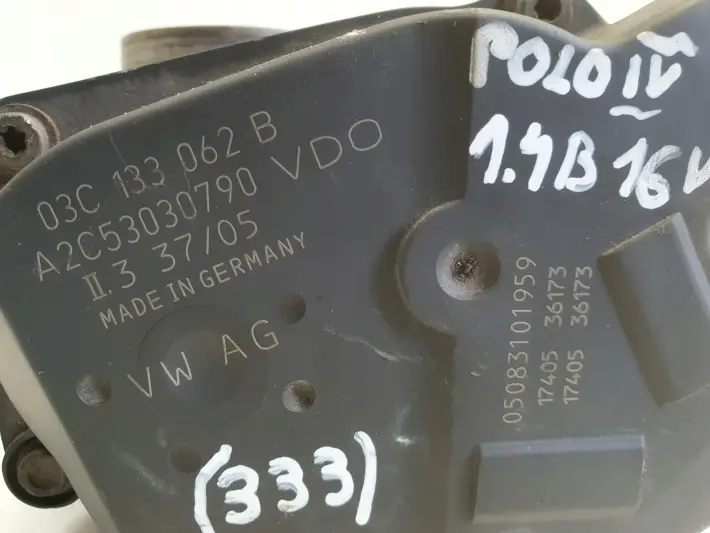 03C 133 062 B
A2C53030790 VDO
II.3 37/05
MADE IN GERMANY
VW AG
POLO IV
1.4B 16V
05083101959
17405 36173
17405 36173
(333)